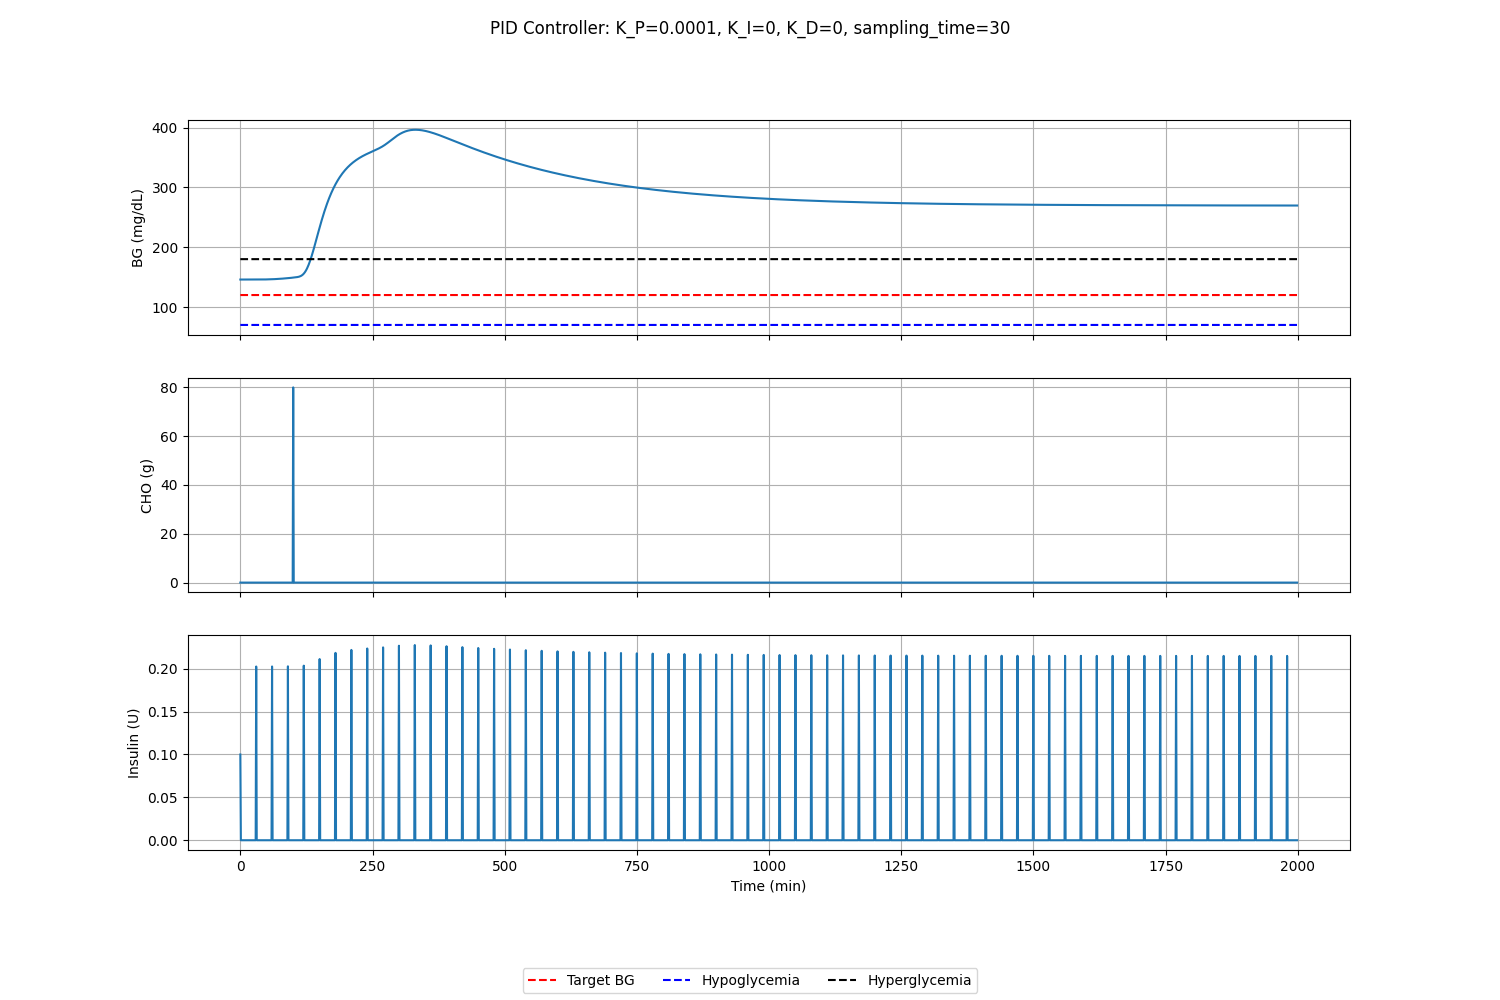 PID Controller: K_P=0.0001, K_I=0, K_D=0, sampling_time=30
400
300
200
100
BG (mg/dL)
80
60
40
20
0
CHO (g)
0.20
0.15
0.10
0.05
0.00
Insulin (U)
0 250 500 750 1000 1250 1500 1750 2000
Time (min)
Target BG Hypoglycemia Hyperglycemia